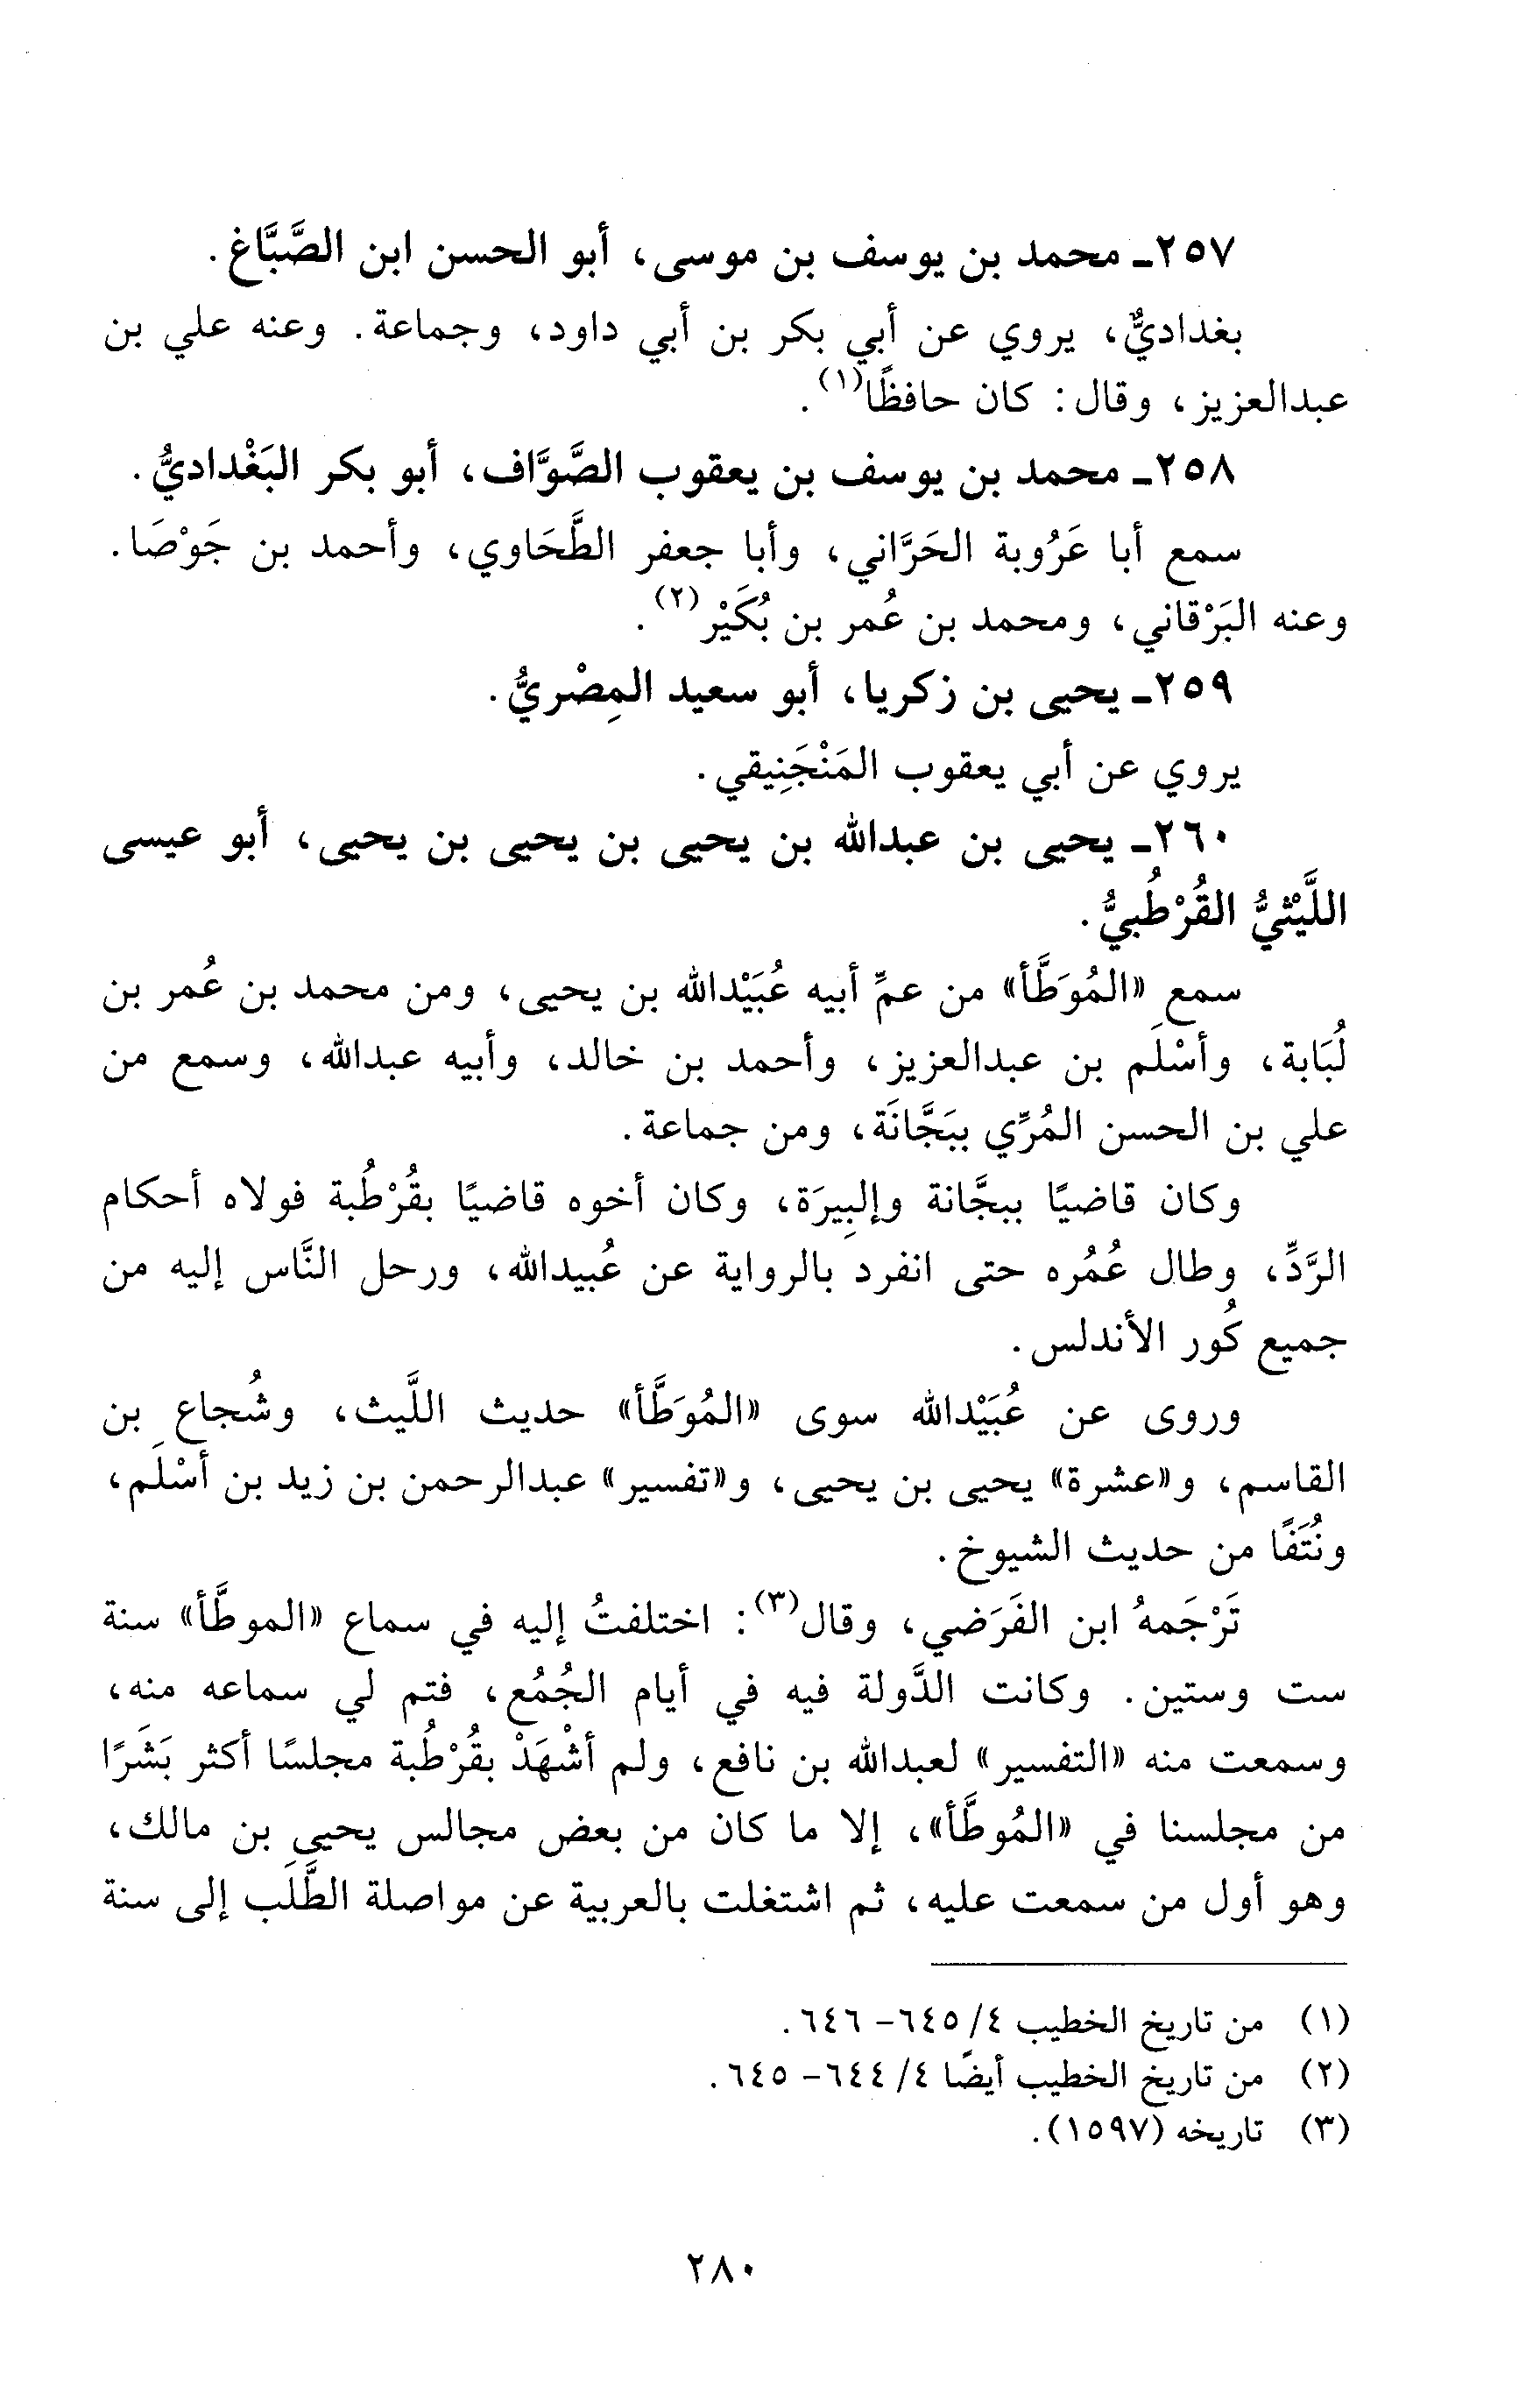 ٢٥٧ـ محمد بن يوسف بن موسى، أبو الحسن ابن الصَّبَّاغ.
بغداديٌّ، يروي عن أبي بكر بن أبي داود، وجماعة. وعنه علي بن
عبدالعزيز، وقال: كان حافظًا(١).
٢٥٨ـ محمد بن يوسف بن يعقوب الصَّوَّاف، أبو بكر البَغْداديُّ.
سمع أبا عَرُوبة الحَرَّاني، وأبا جعفر الطَّحَاوي، وأحمد بن جَوْصَا.
وعنه البَرْقاني، ومحمد بن عُمر بن بُكَيْر(٢).
٢٥٩ـ يحيى بن زكريا، أبو سعيد المِصْريُّ.
يروي عن أبي يعقوب المَنْجَنِيقي.
٢٦٠ـ يحيى بن عبدالله بن يحيى بن يحيى بن يحيى، أبو عيسى
اللَّيْثيُّ القُرْطُبيُّ.
سمع «المُوَطَّأ» من عمِّ أبيه عُبَيْدالله بن يحيى، ومن محمد بن عُمر بن
لُبَابة، وأسْلَم بن عبدالعزيز، وأحمد بن خالد، وأبيه عبدالله، وسمع من
علي بن الحسن المُرِّي ببَجَّانَة، ومن جماعة.
وكان قاضيًا ببجَّانة وإلبِيرَة، وكان أخوه قاضيًا بقُرْطُبة فولاه أحكام
الرَّدِّ، وطال عُمُره حتى انفرد بالرواية عن عُبيدالله، ورحل النَّاس إليه من
جميع كُور الأندلس.
وروى عن عُبَيْدالله سوى «المُوَطَّأ» حديث اللَّيث، وشُجاع بن
القاسم، و«عشرة» يحيى بن يحيى، و«تفسير» عبدالرحمن بن زيد بن أسْلَم،
ونُتَفًا من حديث الشيوخ.
تَرْجَمهُ ابن الفَرَضي، وقال(٣): اختلفتُ إليه في سماع «الموطَّأ» سنة
ست وستين. وكانت الدَّولة فيه في أيام الجُمُع، فتم لي سماعه منه،
وسمعت منه «التفسير» لعبدالله بن نافع، ولم أشْهَدْ بقُرْطُبة مجلسًا أكثر بَشَرًا
من مجلسنا في «المُوطَّأ»، إلا ما كان من بعض مجالس يحيى بن مالك،
وهو أول من سمعت عليه، ثم اشتغلت بالعربية عن مواصلة الطَّلَب إلى سنة
(١) من تاريخ الخطيب ٤/ ٦٤٥- ٦٤٦.
(٢) من تاريخ الخطيب أيضًا ٤/ ٦٤٤- ٦٤٥.
(٣) تاريخه (١٥٩٧).
٢٨٠